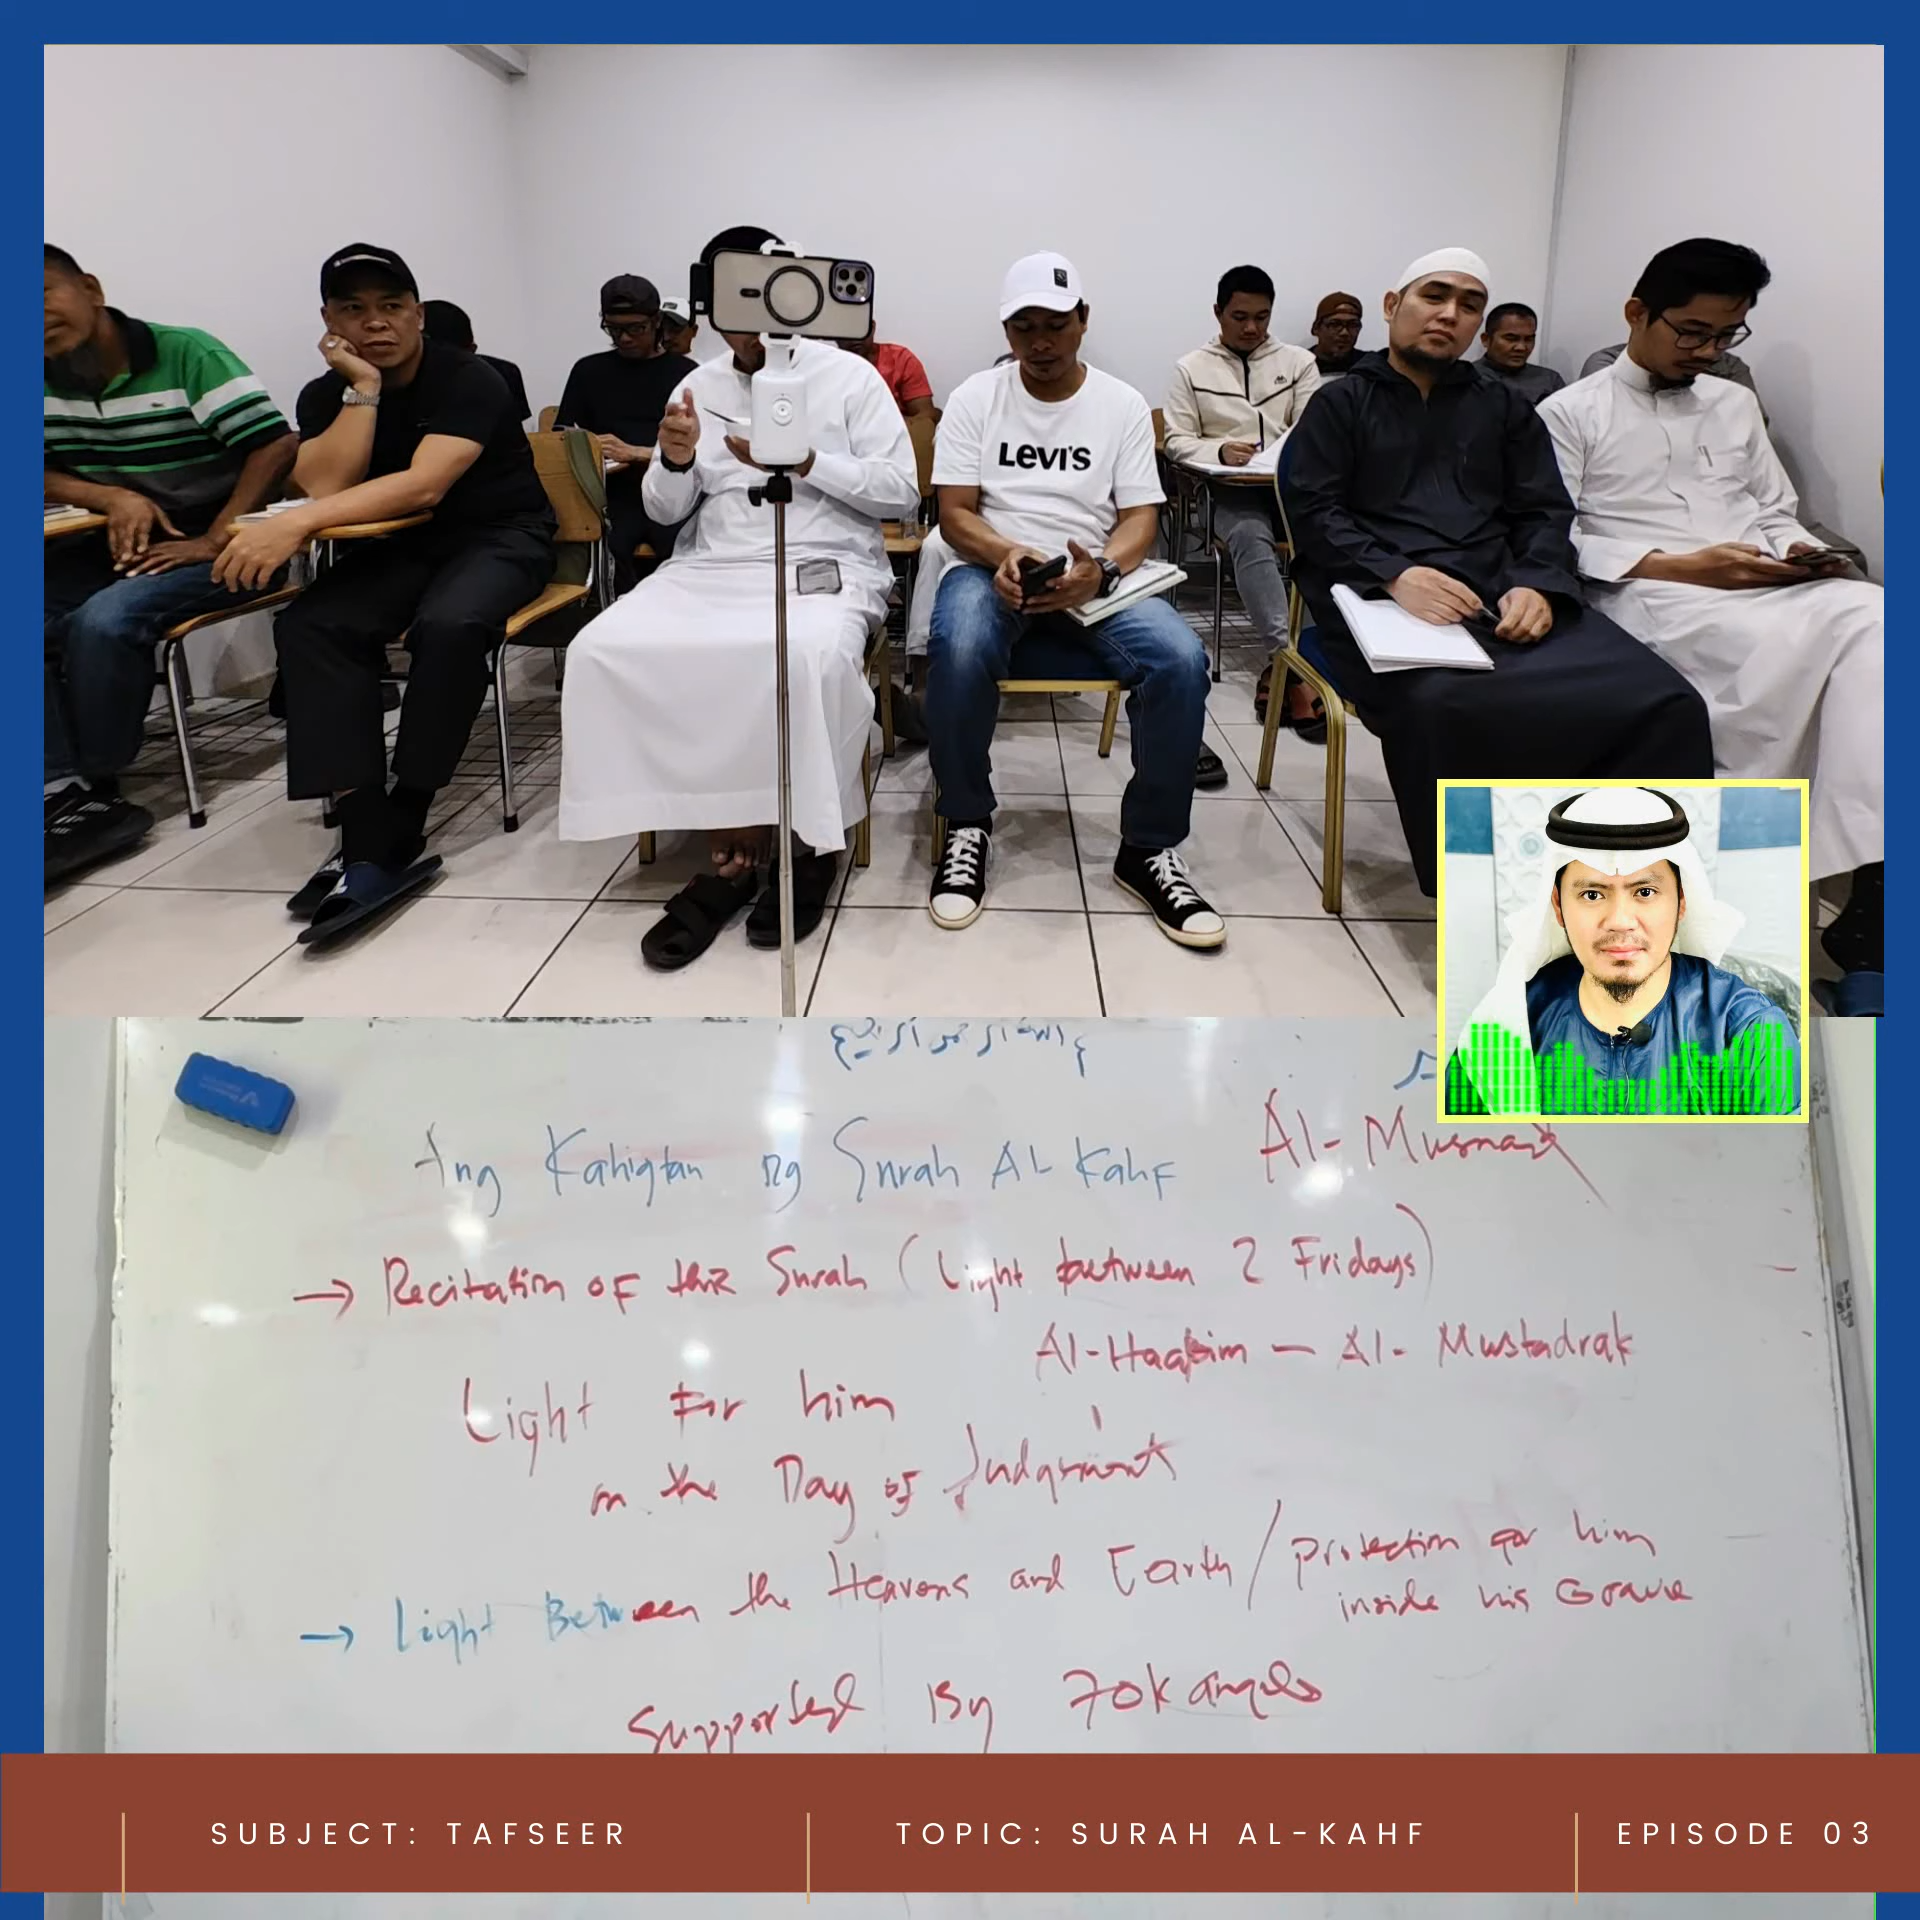 LEVI'S
Ang Kahigtan ng Surah AL Kahf
Al-Musnad
→ Recitation of this Surah (Light between 2 Fridays)
Al-Haakim — Al-Mustadrak
Light For him
on the Day of Judgment
→ Light Between the Heavens and Earth / Protection for him
inside his Grave
Supported By 70k angels
SUBJECT: TAFSEER
TOPIC: SURAH AL-KAHF
EPISODE 03